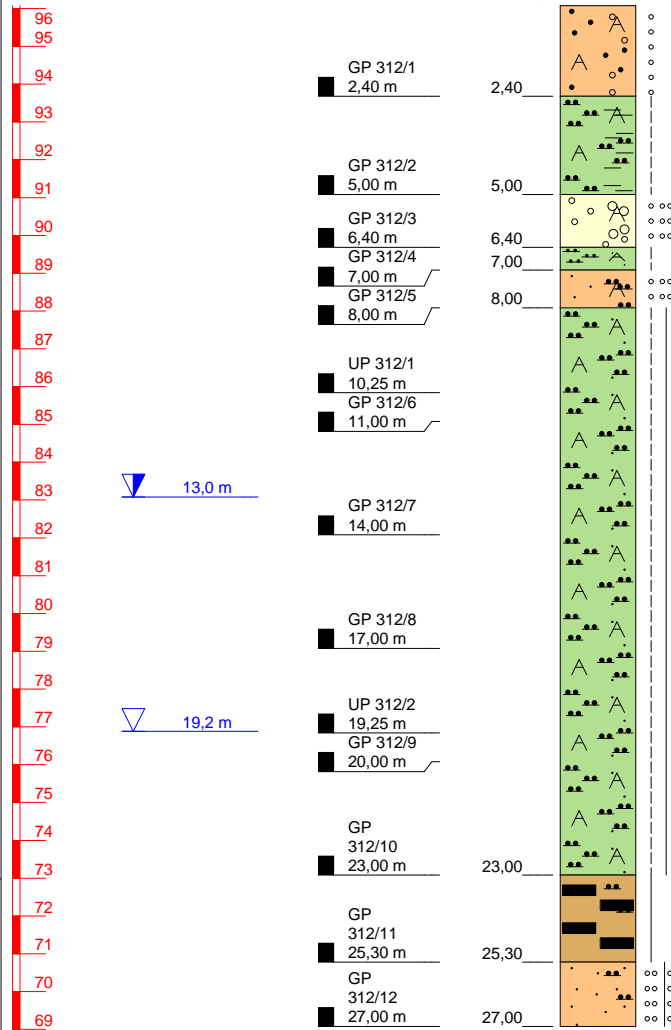 96
95
94
93
92
91
90
89
88
87
86
85
84
83
82
81
80
79
78
77
76
75
74
73
72
71
70
69
13,0 m
19,2 m
GP 312/1
2,40 m
GP 312/2
5,00 m
GP 312/3
6,40 m
GP 312/4
7,00 m
GP 312/5
8,00 m
UP 312/1
10,25 m
GP 312/6
11,00 m
GP 312/7
14,00 m
GP 312/8
17,00 m
UP 312/2
19,25 m
GP 312/9
20,00 m
GP
312/10
23,00 m
GP
312/11
25,30 m
GP
312/12
27,00 m
2,40
5,00
6,40
7,00
8,00
23,00
25,30
27,00